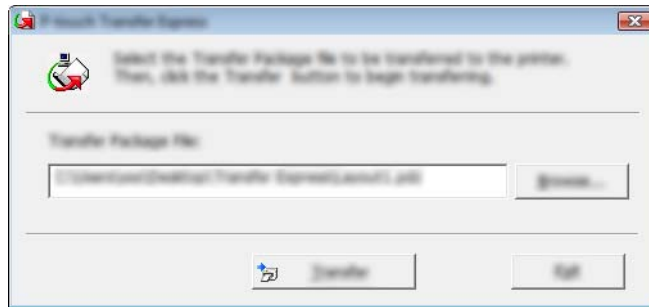 P-touch Transfer Express
Select the Transfer Package file to be transferred to the printer.
Then, click the Transfer button to begin transferring.
Transfer Package File:
Browse...
Transfer
Exit